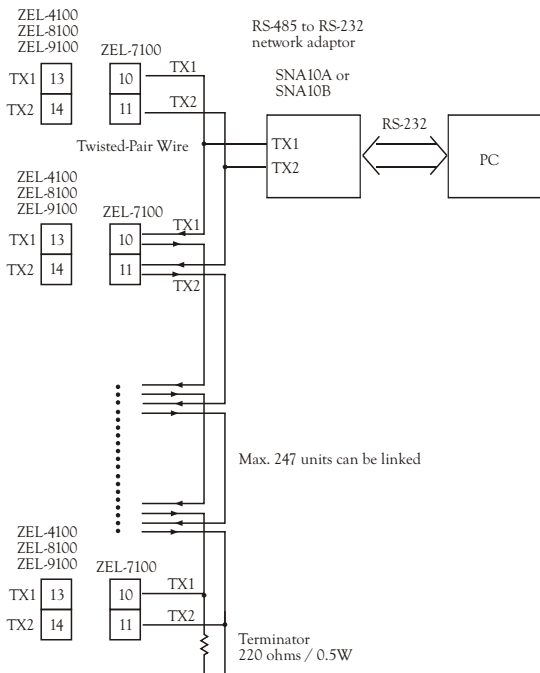 ZEL-4100
ZEL-8100
ZEL-9100
TX1 13
TX2 14
ZEL-7100
10
11
TX1
TX2
Twisted-Pair Wire
RS-485 to RS-232
network adaptor
SNA10A or
SNA10B
TX1
TX2
RS-232
PC
ZEL-4100
ZEL-8100
ZEL-9100
TX1 13
TX2 14
ZEL-7100
10
11
TX1
TX2
Max. 247 units can be linked
ZEL-4100
ZEL-8100
ZEL-9100
TX1 13
TX2 14
ZEL-7100
10
11
TX1
TX2
Terminator
220 ohms / 0.5W